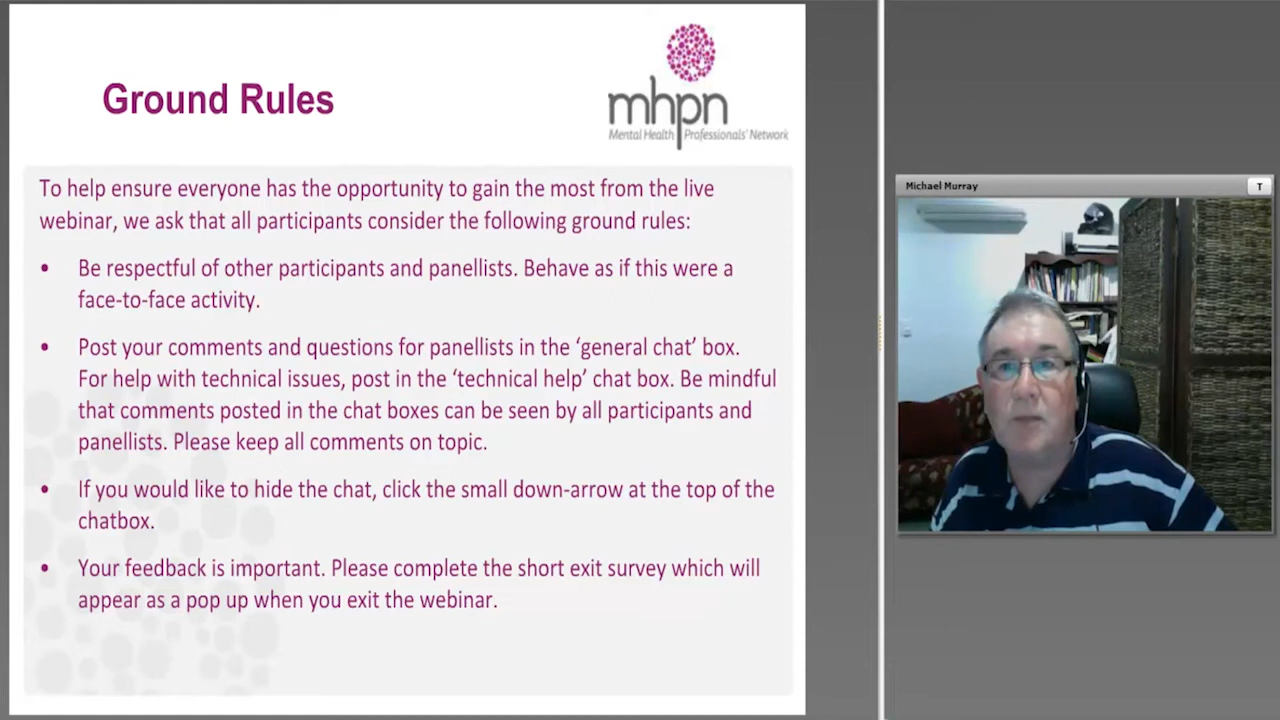 Ground Rules
mhpn
Mental Health Professionals' Network
To help ensure everyone has the opportunity to gain the most from the live
webinar, we ask that all participants consider the following ground rules:
• Be respectful of other participants and panellists. Behave as if this were a
face-to-face activity.
• Post your comments and questions for panellists in the ‘general chat’ box.
For help with technical issues, post in the ‘technical help’ chat box. Be mindful
that comments posted in the chat boxes can be seen by all participants and
panellists. Please keep all comments on topic.
• If you would like to hide the chat, click the small down-arrow at the top of the
chatbox.
• Your feedback is important. Please complete the short exit survey which will
appear as a pop up when you exit the webinar.
Michael Murray
T